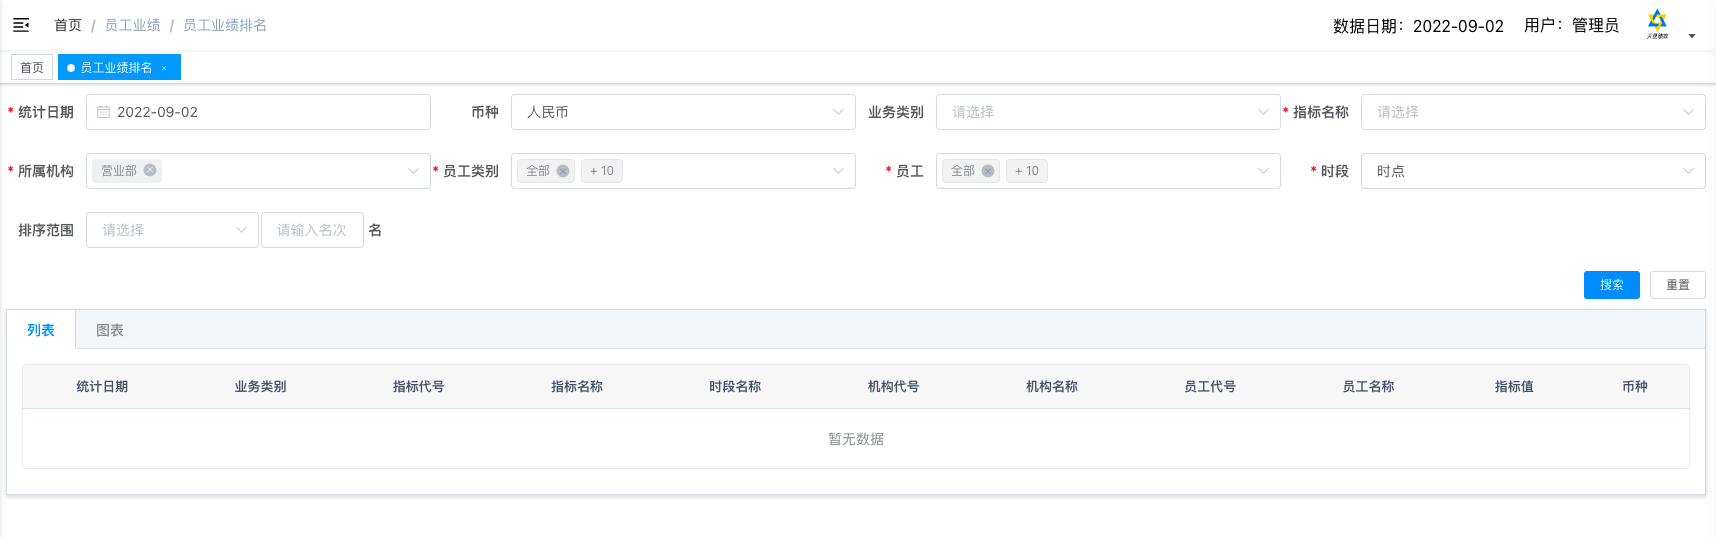 首页 / 员工业绩 / 员工业绩排名
数据日期：2022-09-02 用户：管理员
天星绩效
首页 员工业绩排名 ×
* 统计日期 2022-09-02 币种 人民币 业务类别 请选择 * 指标名称 请选择
* 所属机构 营业部 * 员工类别 全部 + 10 * 员工 全部 + 10 * 时段 时点
排序范围 请选择 请输入名次 名
搜索 重置
列表 图表
统计日期 业务类别 指标代号 指标名称 时段名称 机构代号 机构名称 员工代号 员工名称 指标值 币种
暂无数据